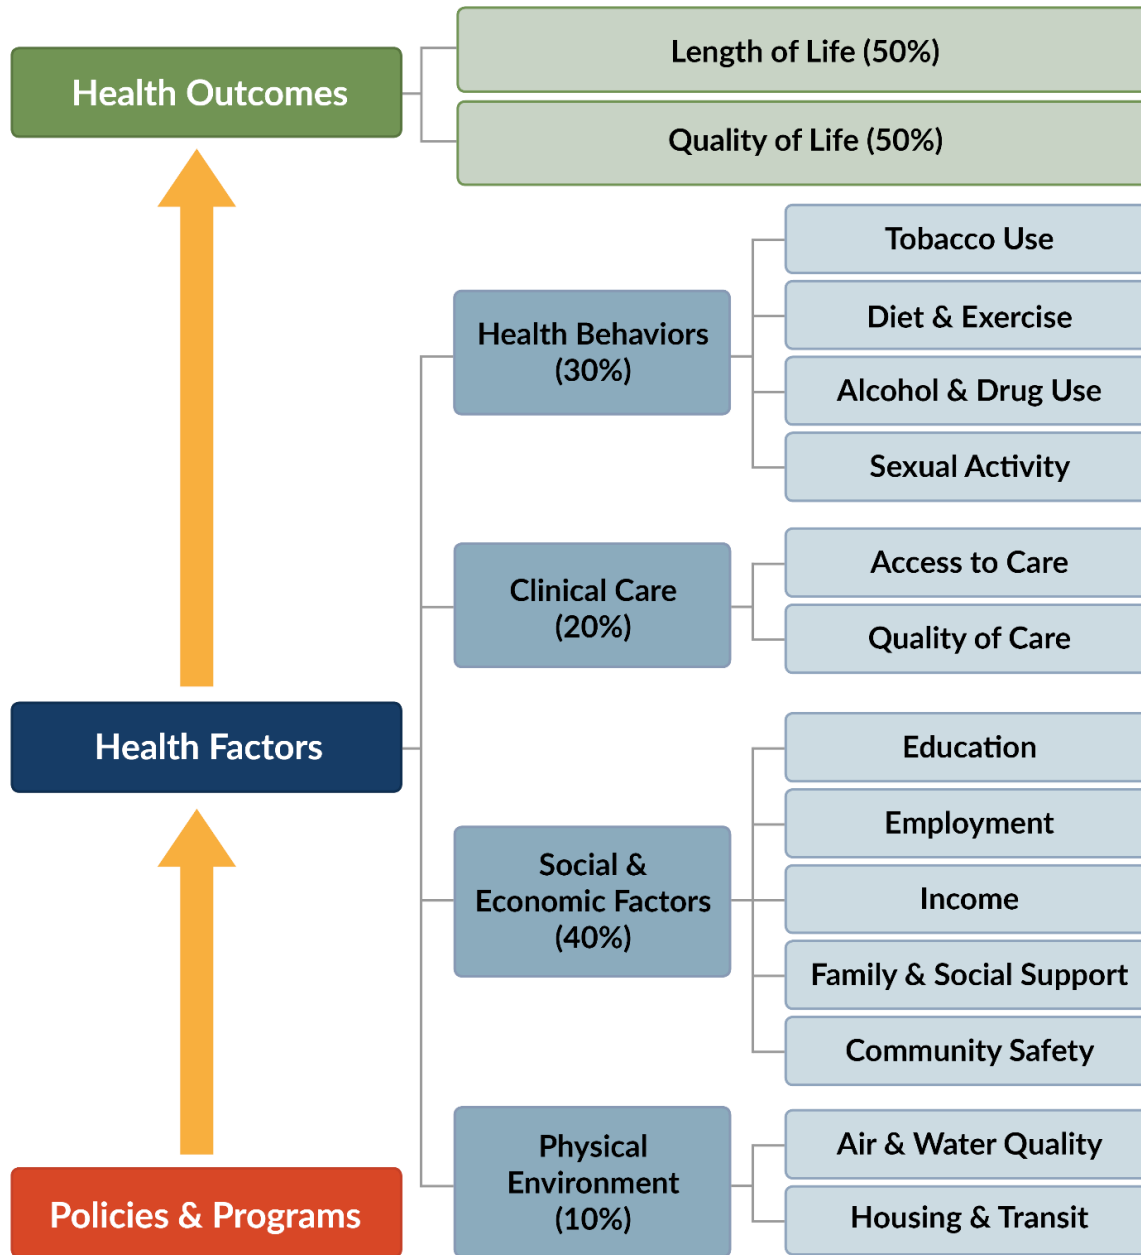 Health Outcomes
Length of Life (50%)
Quality of Life (50%)
Health Factors
Health Behaviors
(30%)
Tobacco Use
Diet & Exercise
Alcohol & Drug Use
Sexual Activity
Clinical Care
(20%)
Access to Care
Quality of Care
Social &
Economic Factors
(40%)
Education
Employment
Income
Family & Social Support
Community Safety
Physical
Environment
(10%)
Air & Water Quality
Housing & Transit
Policies & Programs